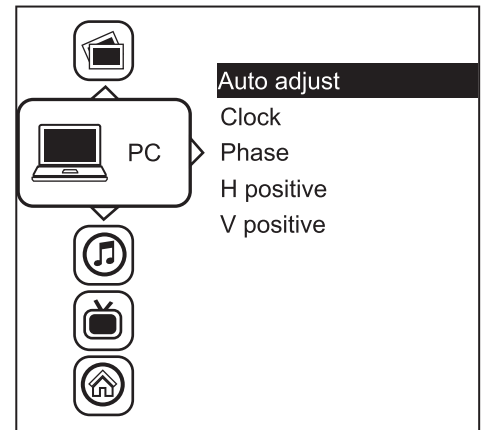 Auto adjust
Clock
PC
Phase
H positive
V positive